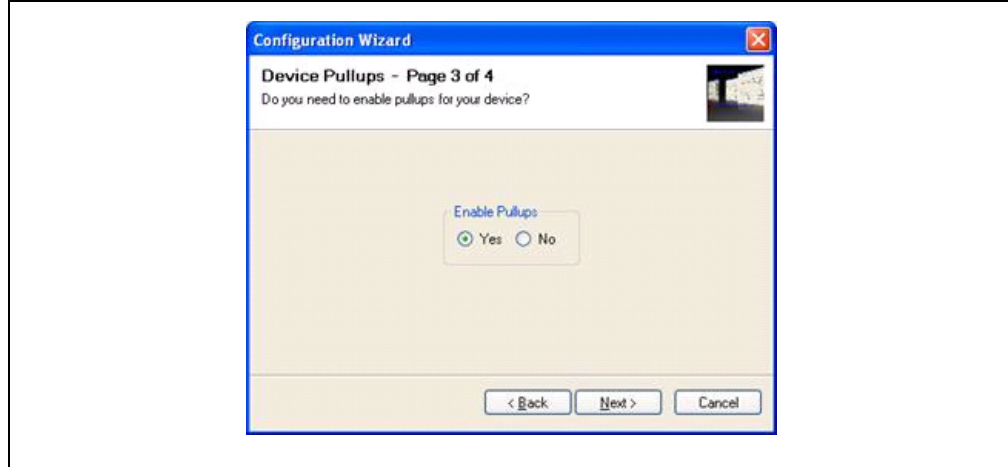 Configuration Wizard
Device Pullups - Page 3 of 4
Do you need to enable pullups for your device?
Enable Pullups
Yes No
< Back Next > Cancel